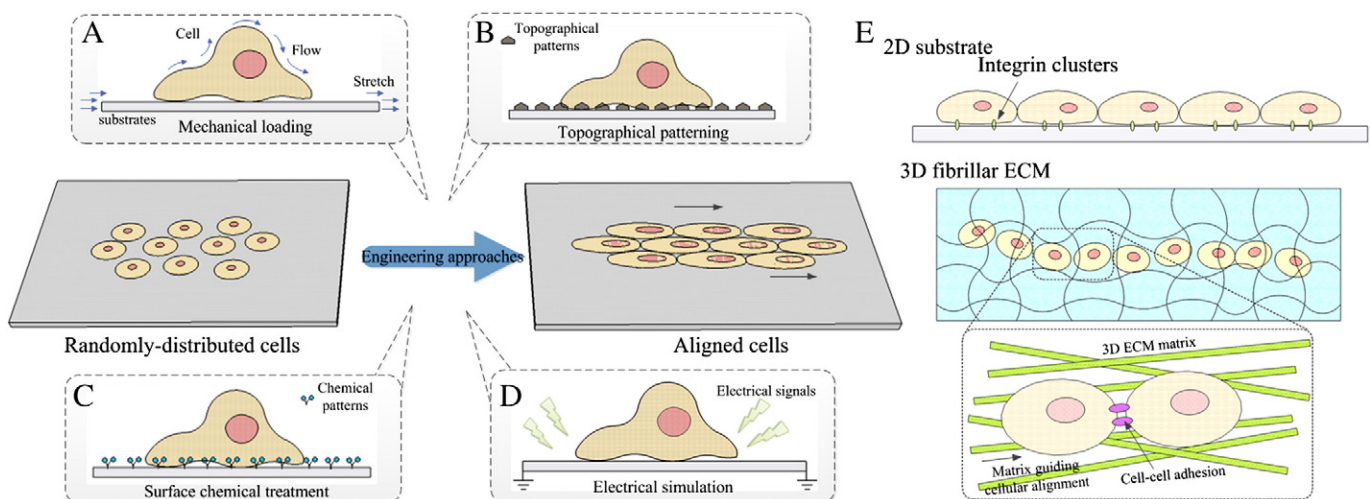 A
Cell
Flow
Stretch
substrates
Mechanical loading
B
Topographical
patterns
Topographical patterning
Randomly-distributed cells
Engineering approaches
Aligned cells
C
Chemical
patterns
Surface chemical treatment
D
Electrical signals
Electrical simulation
E
2D substrate
Integrin clusters
3D fibrillar ECM
3D ECM matrix
Matrix guiding
cellular alignment
Cell-cell adhesion